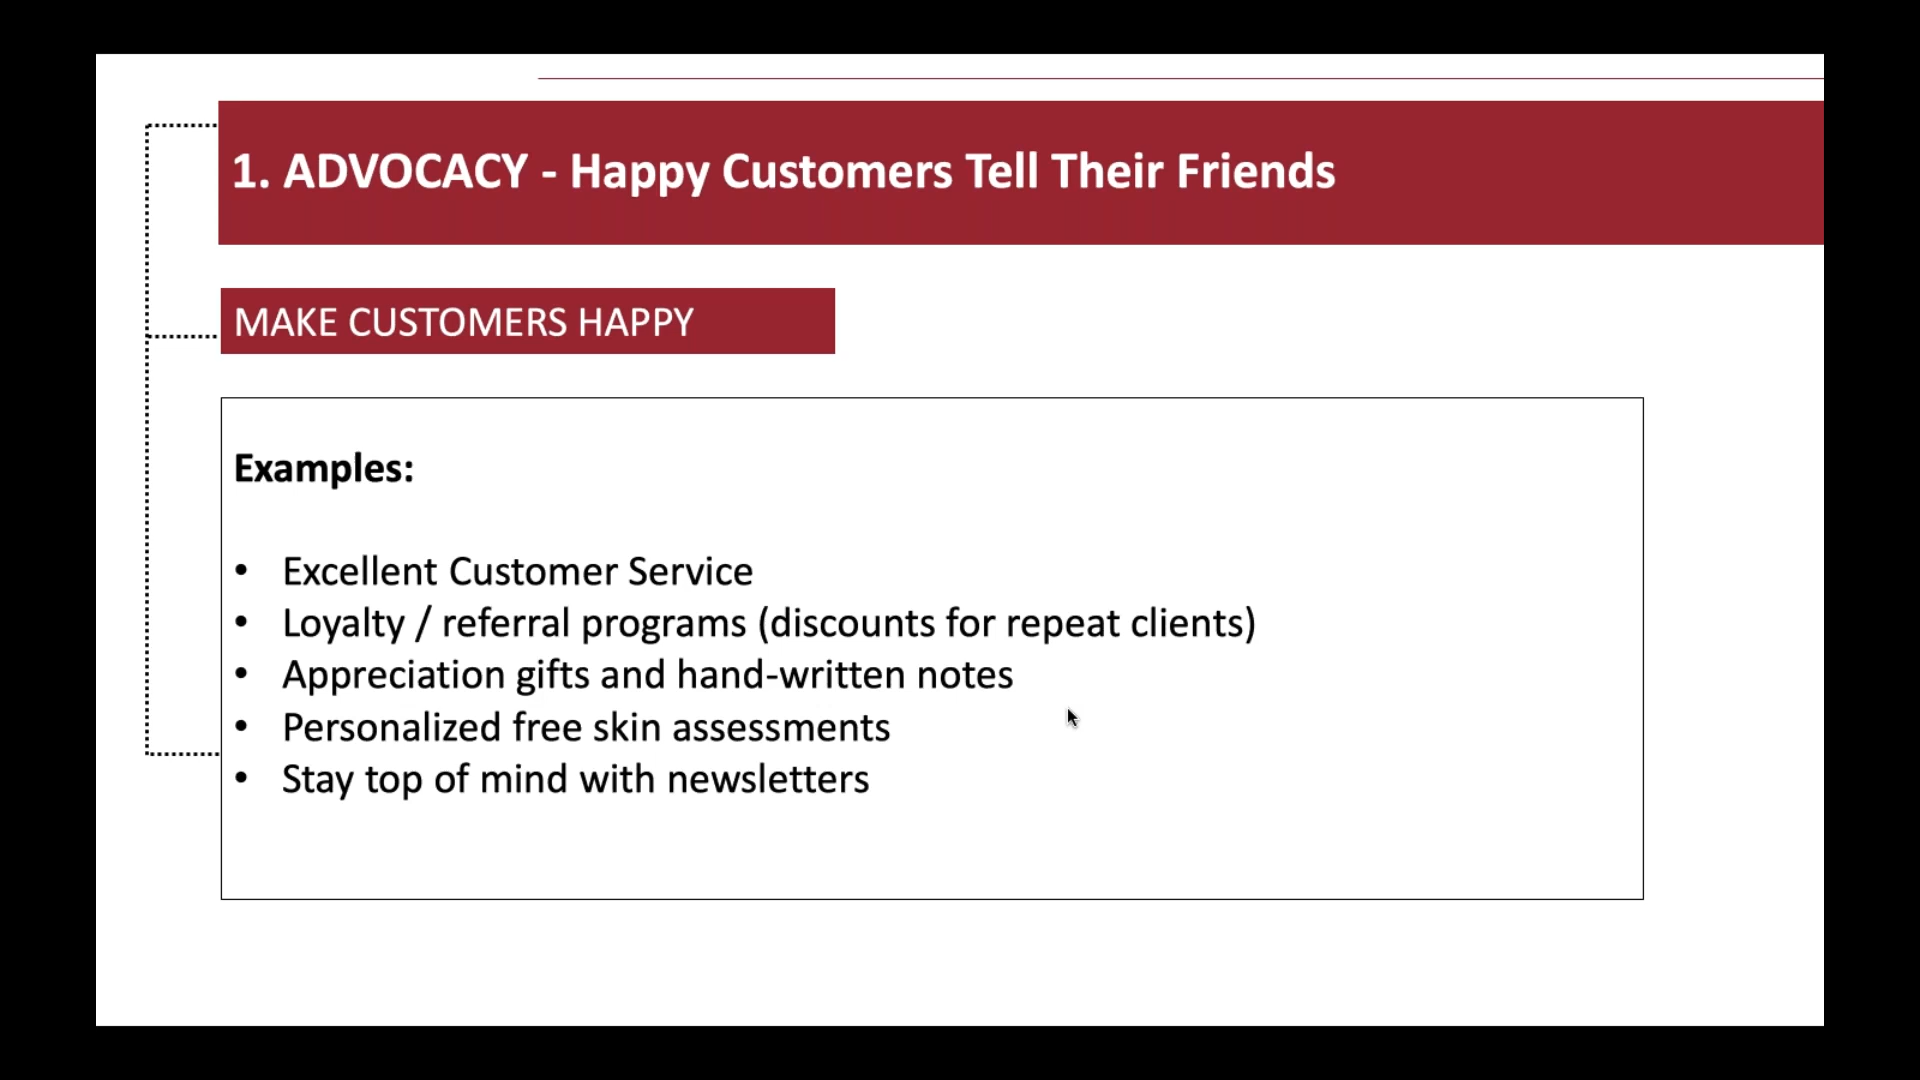 1. ADVOCACY - Happy Customers Tell Their Friends
MAKE CUSTOMERS HAPPY
Examples:
• Excellent Customer Service
• Loyalty / referral programs (discounts for repeat clients)
• Appreciation gifts and hand-written notes
• Personalized free skin assessments
• Stay top of mind with newsletters